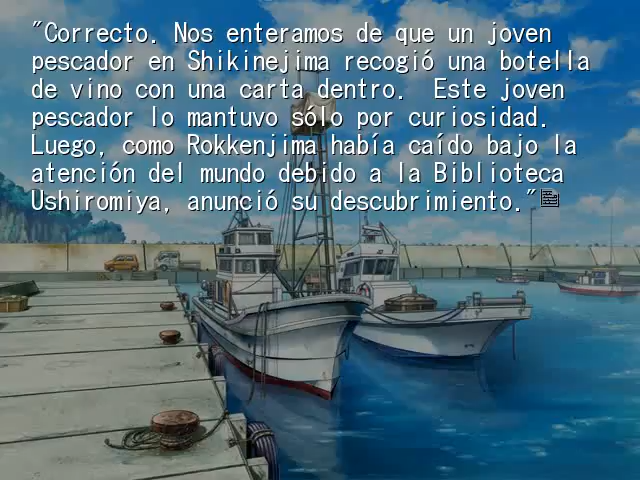 "Correcto. Nos enteramos de que un joven
pescador en Shikinejima recogió una botella
de vino con una carta dentro.  Este joven
pescador lo mantuvo sólo por curiosidad.
Luego, como Rokkenjima había caído bajo la
atención del mundo debido a la Biblioteca
Ushiromiya, anunció su descubrimiento."